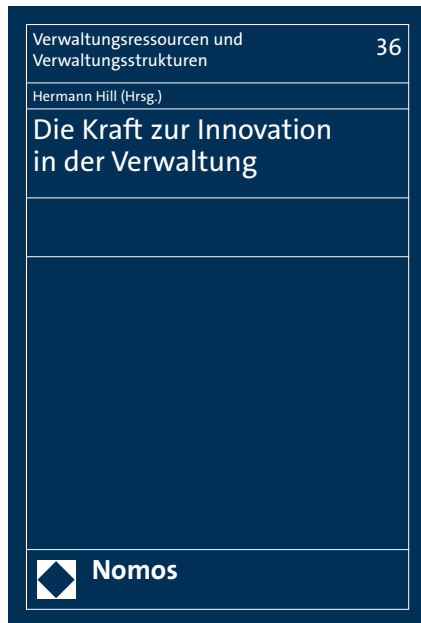 Verwaltungsressourcen und
Verwaltungsstrukturen
36
Hermann Hill (Hrsg.)
Die Kraft zur Innovation
in der Verwaltung
Nomos